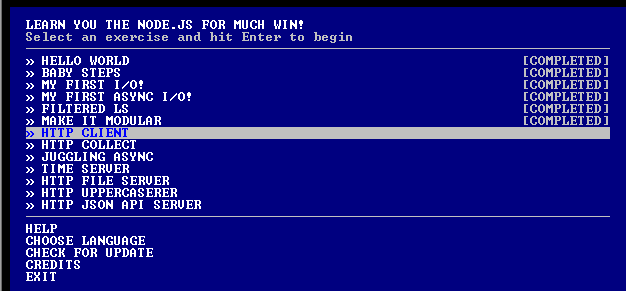 LEARN YOU THE NODE.JS FOR MUCH WIN!
Select an exercise and hit Enter to begin
» HELLO WORLD [COMPLETED]
» BABY STEPS [COMPLETED]
» MY FIRST I/O! [COMPLETED]
» MY FIRST ASYNC I/O! [COMPLETED]
» FILTERED LS [COMPLETED]
» MAKE IT MODULAR [COMPLETED]
» HTTP CLIENT
» HTTP COLLECT
» JUGGLING ASYNC
» TIME SERVER
» HTTP FILE SERVER
» HTTP UPPERCASERER
» HTTP JSON API SERVER
HELP
CHOOSE LANGUAGE
CHECK FOR UPDATE
CREDITS
EXIT